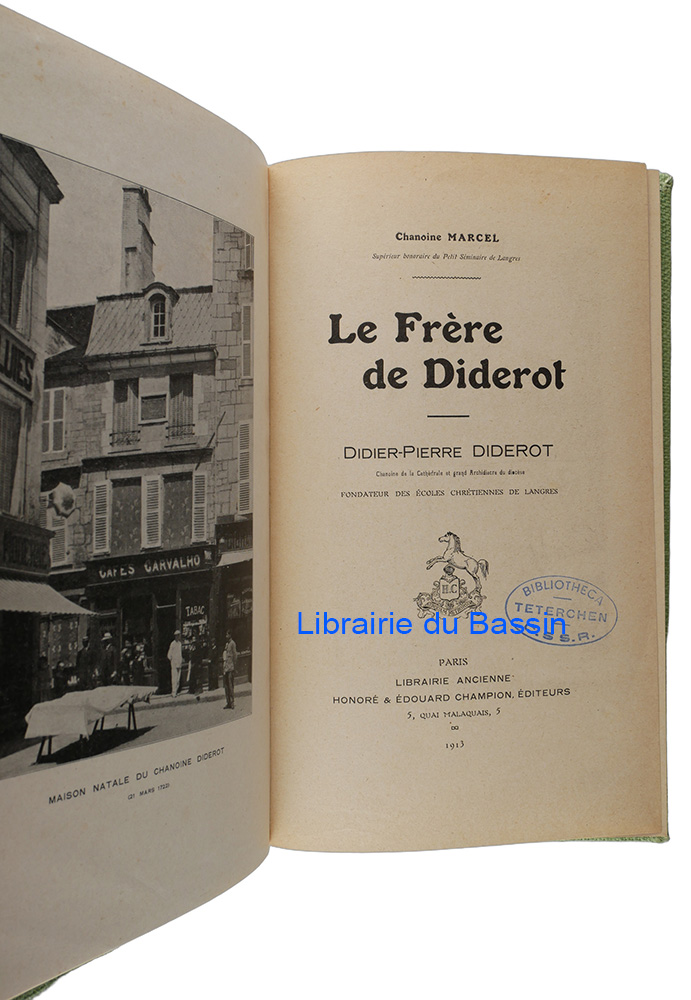 CAFÉS CARVALHO
TABAC
MAISON NATALE DU CHANOINE DIDEROT
(21 MARS 1722)
Chanoine MARCEL
Supérieur honoraire du Petit Séminaire de Langres
Le Frère
de Diderot
DIDIER-PIERRE DIDEROT
Chanoine de la Cathédrale et grand Archidiacre du diocèse
FONDATEUR DES ÉCOLES CHRÉTIENNES DE LANGRES
H.C
BIBLIOTHECA
TETERCHEN
SS.R.
Librairie du Bassin
PARIS
LIBRAIRIE ANCIENNE
HONORÉ & ÉDOUARD CHAMPION, ÉDITEURS
5, QUAI MALAQUAIS, 5
1913